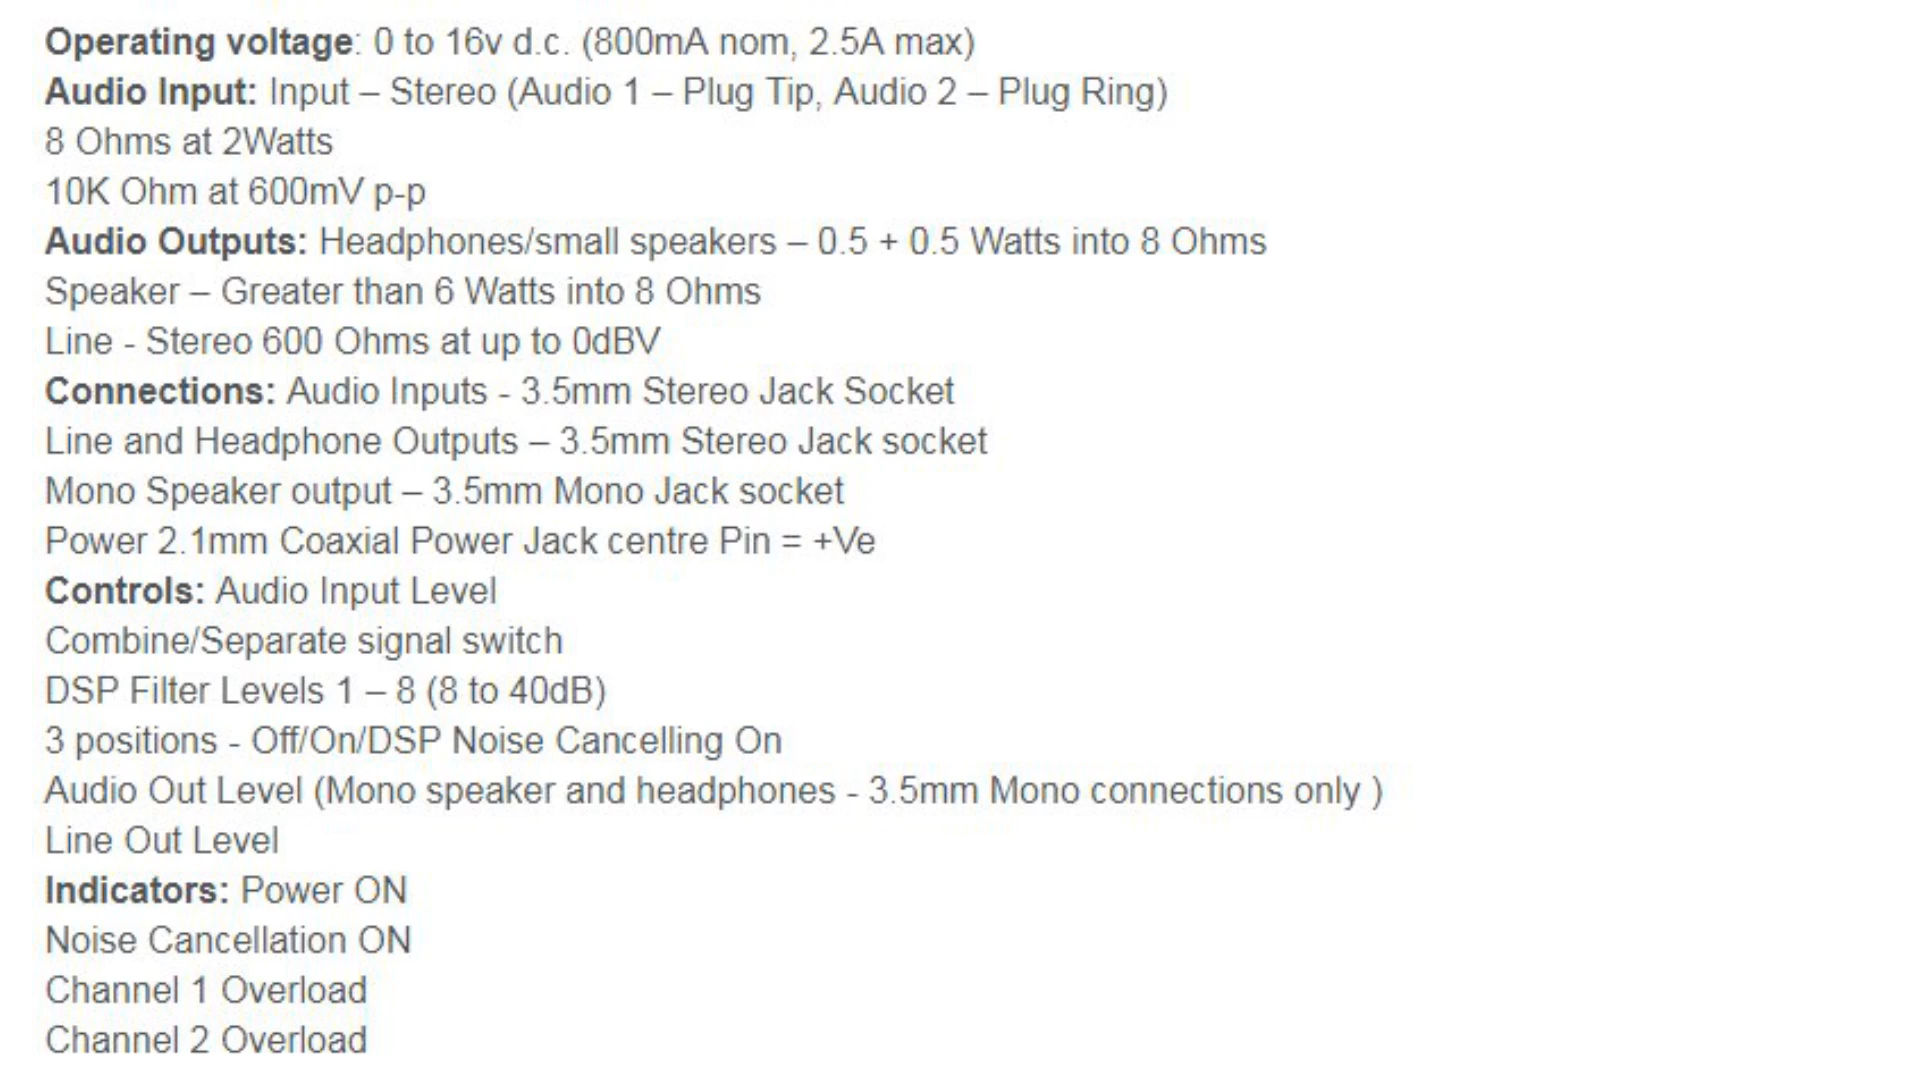 Operating voltage: 0 to 16v d.c. (800mA nom, 2.5A max)
Audio Input: Input – Stereo (Audio 1 – Plug Tip, Audio 2 – Plug Ring)
8 Ohms at 2Watts
10K Ohm at 600mV p-p
Audio Outputs: Headphones/small speakers – 0.5 + 0.5 Watts into 8 Ohms
Speaker – Greater than 6 Watts into 8 Ohms
Line - Stereo 600 Ohms at up to 0dBV
Connections: Audio Inputs - 3.5mm Stereo Jack Socket
Line and Headphone Outputs – 3.5mm Stereo Jack socket
Mono Speaker output – 3.5mm Mono Jack socket
Power 2.1mm Coaxial Power Jack centre Pin = +Ve
Controls: Audio Input Level
Combine/Separate signal switch
DSP Filter Levels 1 – 8 (8 to 40dB)
3 positions - Off/On/DSP Noise Cancelling On
Audio Out Level (Mono speaker and headphones - 3.5mm Mono connections only )
Line Out Level
Indicators: Power ON
Noise Cancellation ON
Channel 1 Overload
Channel 2 Overload